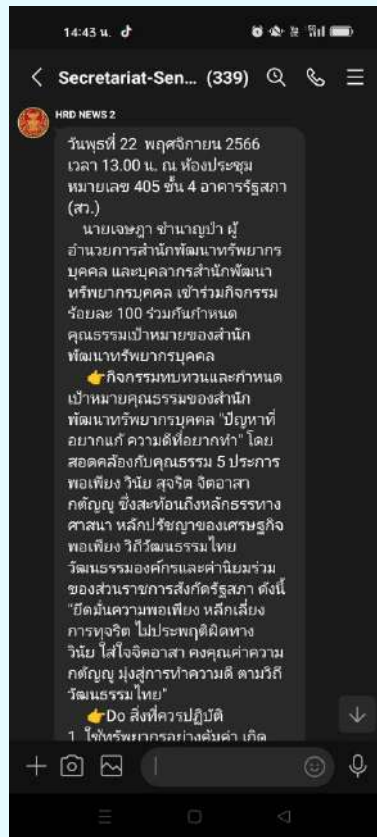 14:43 น.
Secretariat-Sen... (339)
HRD NEWS 2
วันพุธที่ 22 พฤศจิกายน 2566
เวลา 13.00 น. ณ ห้องประชุม
หมายเลข 405 ชั้น 4 อาคารรัฐสภา
(สว.)
นายเจษฎา ชำนาญป่า ผู้
อำนวยการสำนักพัฒนาทรัพยากร
บุคคล และบุคลากรสำนักพัฒนา
ทรัพยากรบุคคล เข้าร่วมกิจกรรม
ร้อยละ 100 ร่วมกันกำหนด
คุณธรรมเป้าหมายของสำนัก
พัฒนาทรัพยากรบุคคล
👉กิจกรรมทบทวนและกำหนด
เป้าหมายคุณธรรมของสำนัก
พัฒนาทรัพยากรบุคคล "ปัญหาที่
อยากแก้ ความดีที่อยากทำ" โดย
สอดคล้องกับคุณธรรม 5 ประการ
พอเพียง วินัย สุจริต จิตอาสา
กตัญญู ซึ่งสะท้อนถึงหลักธรรมทาง
ศาสนา หลักปรัชญาของเศรษฐกิจ
พอเพียง วิถีวัฒนธรรมไทย
วัฒนธรรมองค์กรและค่านิยมร่วม
ของส่วนราชการสังกัดรัฐสภา ดังนี้
"ยึดมั่นความพอเพียง หลีกเลี่ยง
การทุจริต ไม่ประพฤติผิดทาง
วินัย ใส่ใจจิตอาสา คงคุณค่าความ
กตัญญู มุ่งสู่การทำความดี ตามวิถี
วัฒนธรรมไทย"
👉Do สิ่งที่ควรปฏิบัติ
1. ใช้ทรัพยากรอย่างคุ้มค่า เกิด